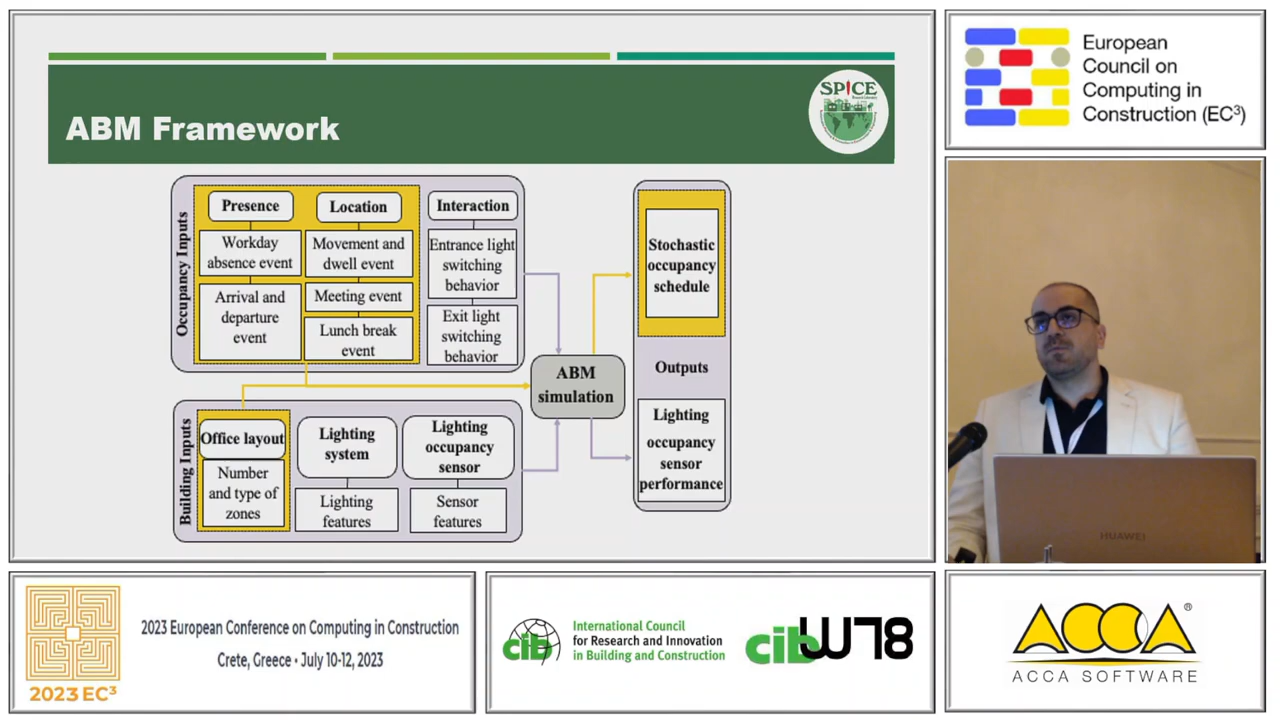 ABM Framework
SPICE
Occupancy Inputs
Presence
Workday
absence event
Arrival and
departure
event
Location
Movement and
dwell event
Meeting event
Lunch break
event
Interaction
Entrance light
switching
behavior
Exit light
switching
behavior
Building Inputs
Office layout
Number
and type of
zones
Lighting
system
Lighting
features
Lighting
occupancy
sensor
Sensor
features
ABM
simulation
Stochastic
occupancy
schedule
Outputs
Lighting
occupancy
sensor
performance
European
Council on
Computing in
Construction (EC³)
HUAWEI
2023 EC³
2023 European Conference on Computing in Construction
Crete, Greece • July 10-12, 2023
cib
International Council
for Research and Innovation
in Building and Construction
cib W78
ACCA®
ACCA SOFTWARE